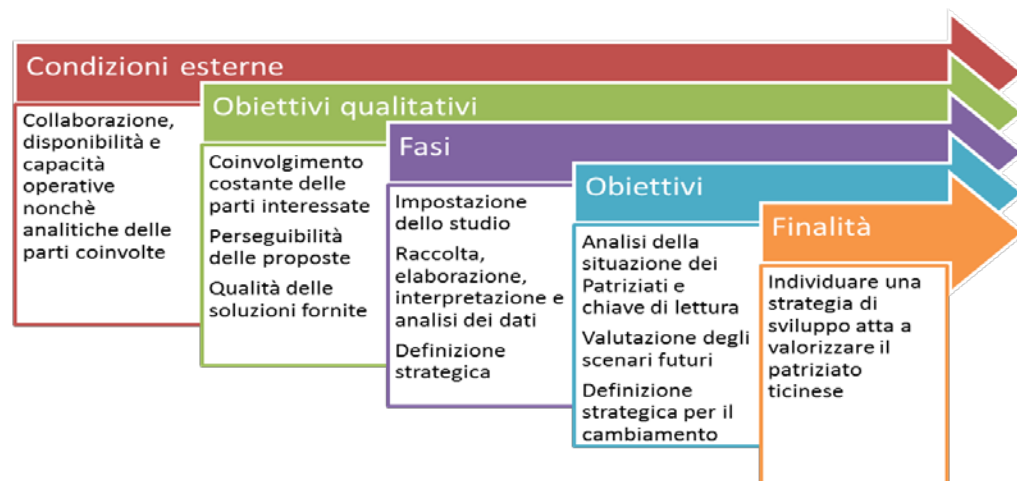 Condizioni esterne
Collaborazione,
disponibilità e
capacità
operative
nonchè
analitiche delle
parti coinvolte
Obiettivi qualitativi
Coinvolgimento
costante delle
parti interessate
Perseguibilità
delle proposte
Qualità delle
soluzioni fornite
Fasi
Impostazione
dello studio
Raccolta,
elaborazione,
interpretazione e
analisi dei dati
Definizione
strategica
Obiettivi
Analisi della
situazione dei
Patriziati e
chiave di lettura
Valutazione degli
scenari futuri
Definizione
strategica per il
cambiamento
Finalità
Individuare una
strategia di
sviluppo atta a
valorizzare il
patriziato
ticinese